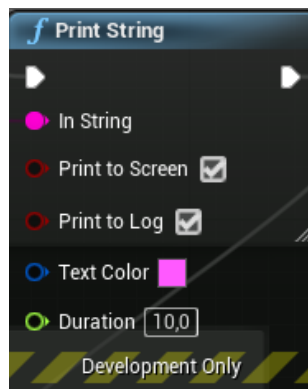 f Print String
In String
Print to Screen
Print to Log
Text Color
Duration 10,0
Development Only